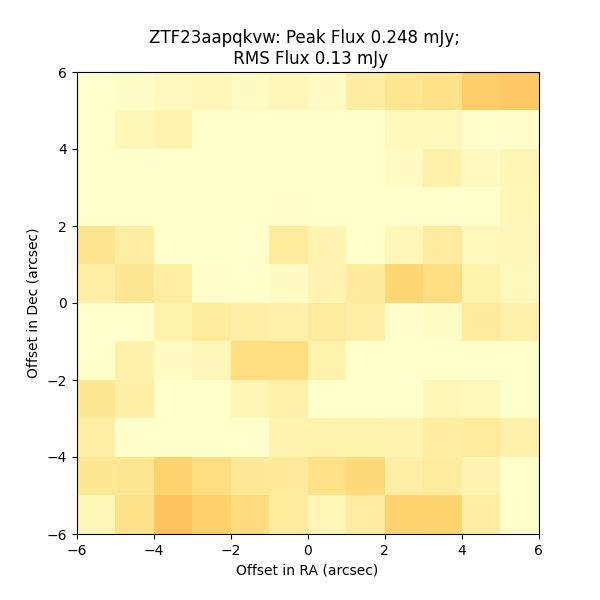 ZTF23aapqkvw: Peak Flux 0.248 mJy;
RMS Flux 0.13 mJy
6
4
2
0
−2
−4
−6
Offset in Dec (arcsec)
−6 −4 −2 0 2 4 6
Offset in RA (arcsec)